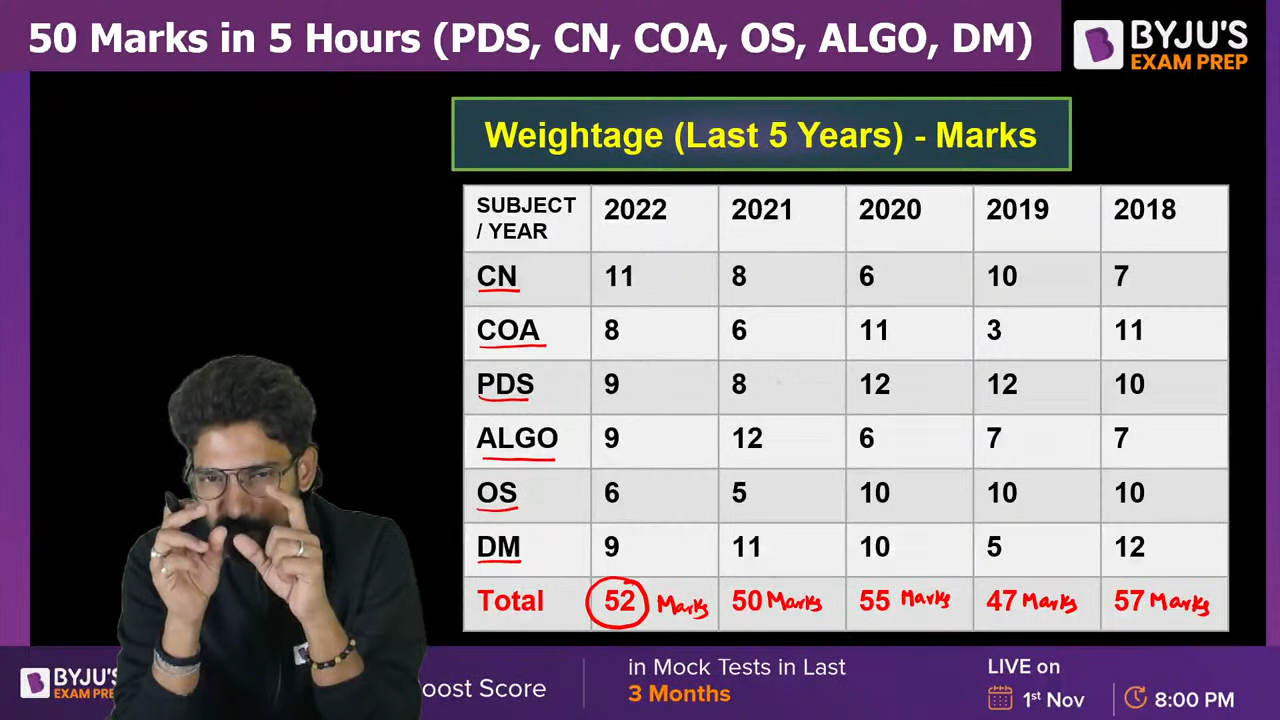 50 Marks in 5 Hours (PDS, CN, COA, OS, ALGO, DM)
BYJU'S
EXAM PREP
Weightage (Last 5 Years) - Marks
SUBJECT / YEAR 2022 2021 2020 2019 2018
CN 11 8 6 10 7
COA 8 6 11 3 11
PDS 9 8 12 12 10
ALGO 9 12 6 7 7
OS 6 5 10 10 10
DM 9 11 10 5 12
Total 52 Marks 50 Marks 55 Marks 47 Marks 57 Marks
BYJU'S
EXAM PREP
Score
in Mock Tests in Last
3 Months
LIVE on
1st Nov
8:00 PM